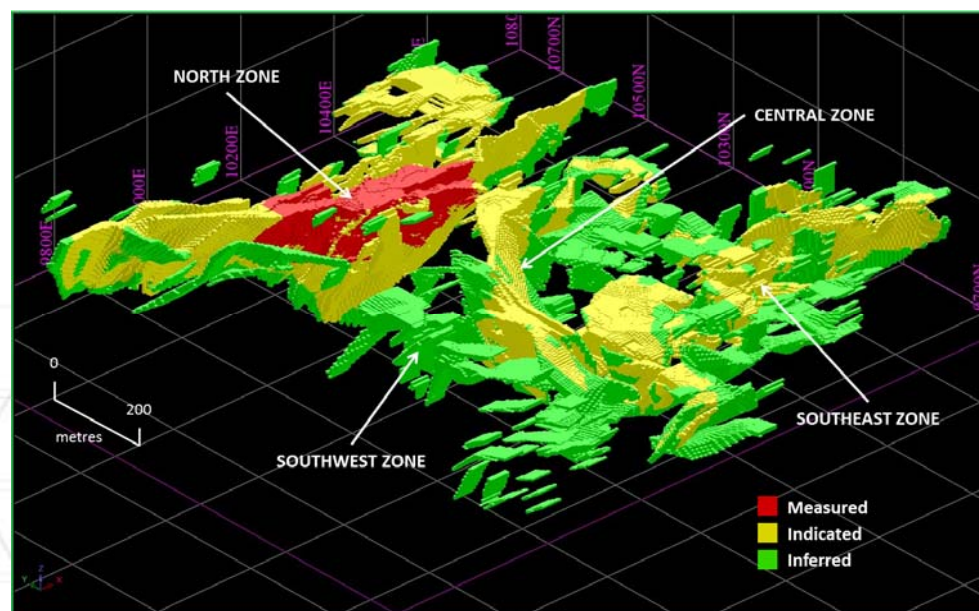 NORTH ZONE
CENTRAL ZONE
10400E
10200E
9800E
10700N
10500N
10300N
0
200
metres
SOUTHWEST ZONE
SOUTHEAST ZONE
Measured
Indicated
Inferred
Z
Y
X